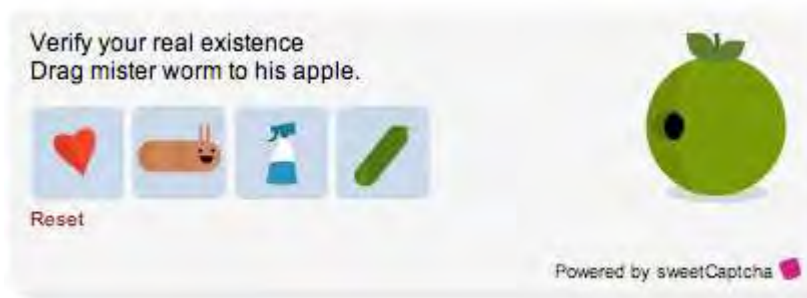 Verify your real existence
Drag mister worm to his apple.
Reset
Powered by sweetCaptcha